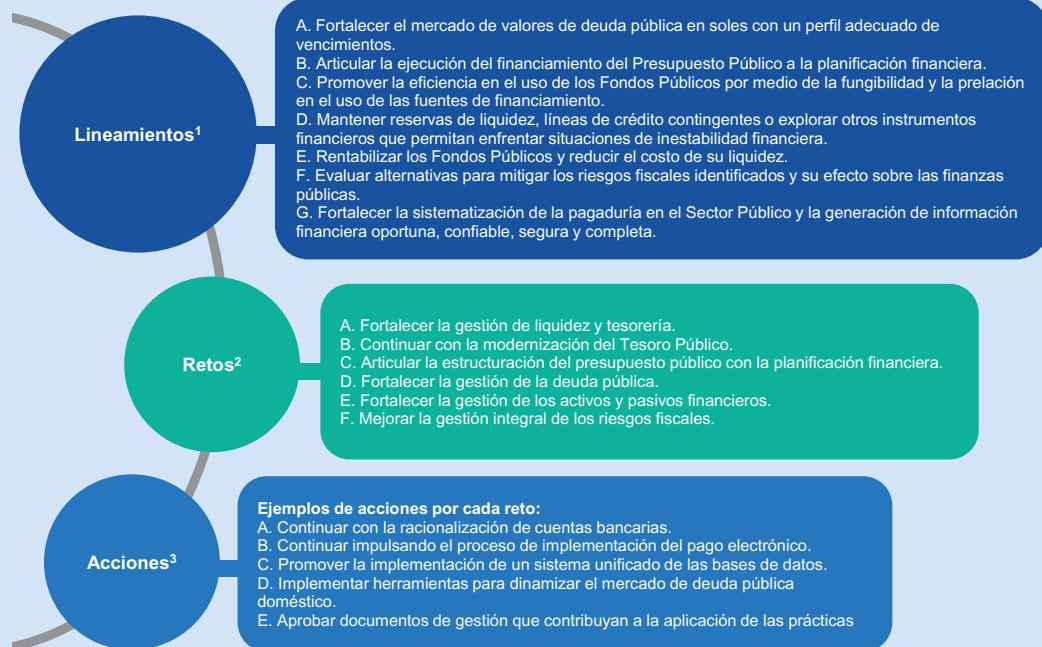 Lineamientos¹
A. Fortalecer el mercado de valores de deuda pública en soles con un perfil adecuado de
vencimientos.
B. Articular la ejecución del financiamiento del Presupuesto Público a la planificación financiera.
C. Promover la eficiencia en el uso de los Fondos Públicos por medio de la fungibilidad y la prelación
en el uso de las fuentes de financiamiento.
D. Mantener reservas de liquidez, líneas de crédito contingentes o explorar otros instrumentos
financieros que permitan enfrentar situaciones de inestabilidad financiera.
E. Rentabilizar los Fondos Públicos y reducir el costo de su liquidez.
F. Evaluar alternativas para mitigar los riesgos fiscales identificados y su efecto sobre las finanzas
públicas.
G. Fortalecer la sistematización de la pagaduría en el Sector Público y la generación de información
financiera oportuna, confiable, segura y completa.
Retos²
A. Fortalecer la gestión de liquidez y tesorería.
B. Continuar con la modernización del Tesoro Público.
C. Articular la estructuración del presupuesto público con la planificación financiera.
D. Fortalecer la gestión de la deuda pública.
E. Fortalecer la gestión de los activos y pasivos financieros.
F. Mejorar la gestión integral de los riesgos fiscales.
Acciones³
Ejemplos de acciones por cada reto:
A. Continuar con la racionalización de cuentas bancarias.
B. Continuar impulsando el proceso de implementación del pago electrónico.
C. Promover la implementación de un sistema unificado de las bases de datos.
D. Implementar herramientas para dinamizar el mercado de deuda pública
doméstico.
E. Aprobar documentos de gestión que contribuyan a la aplicación de las prácticas